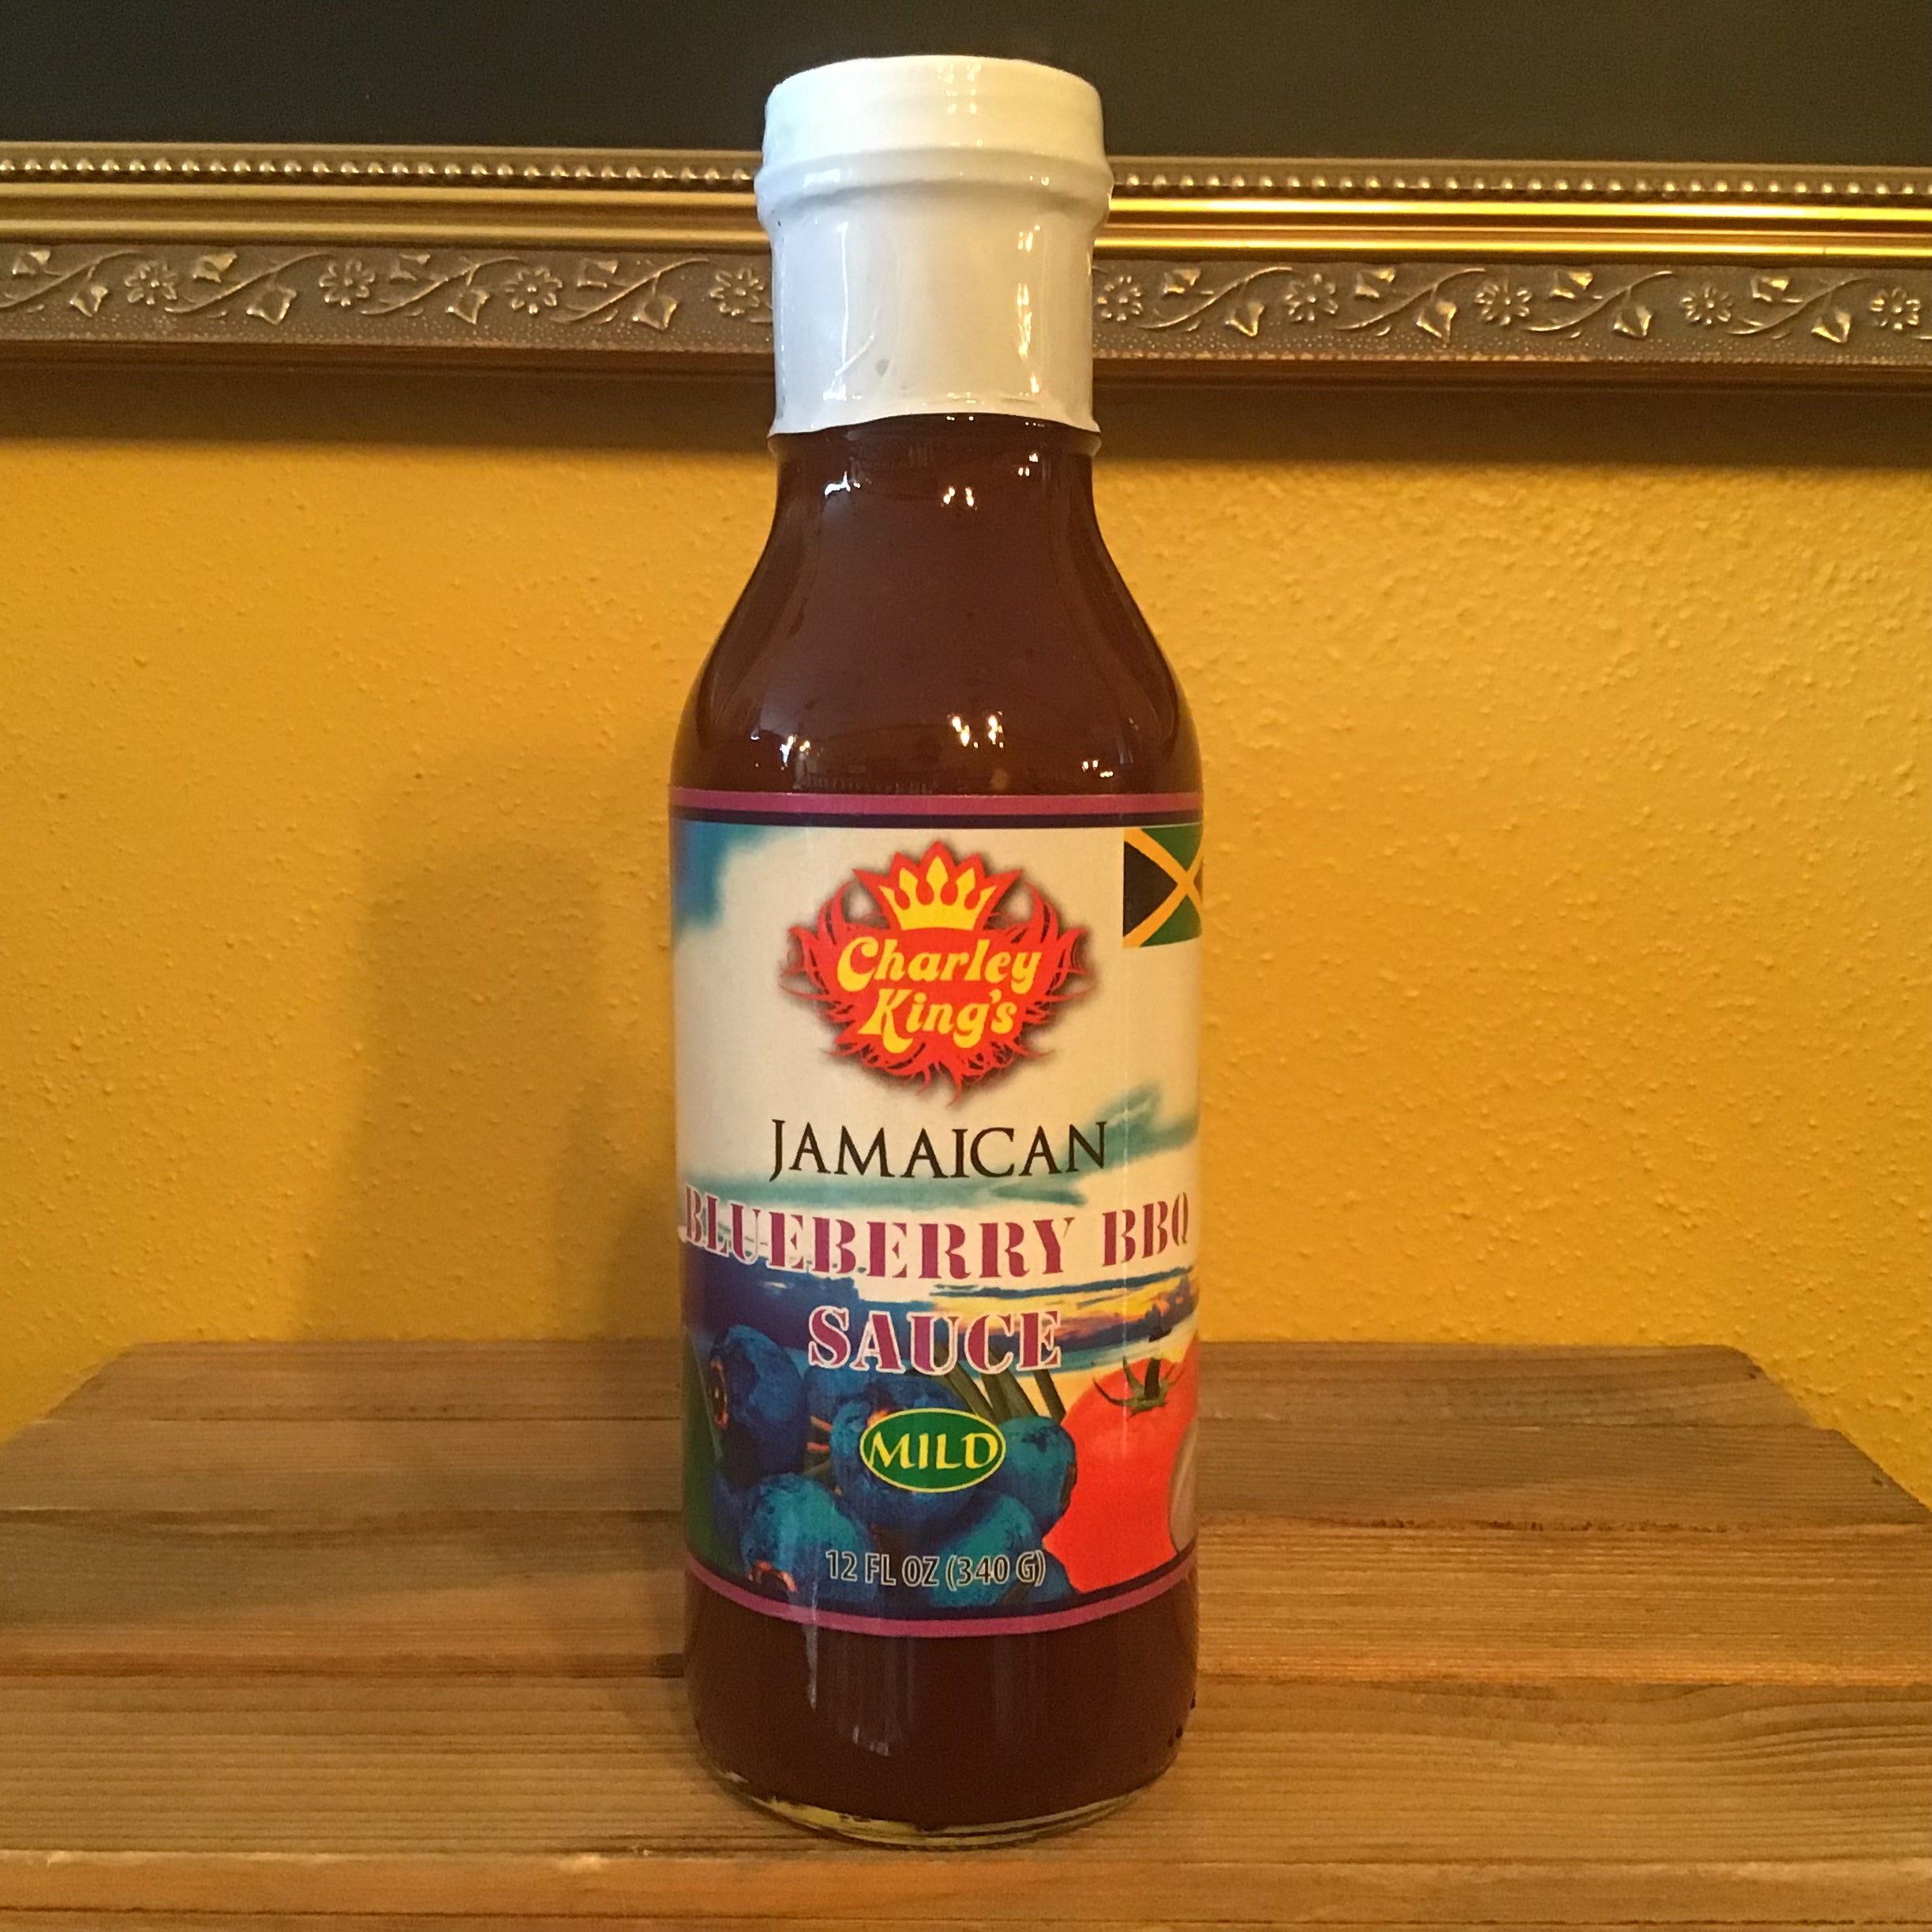 Charley
King's
JAMAICAN
BLUEBERRY BBQ
SAUCE
MILD
12 FL OZ (340 G)